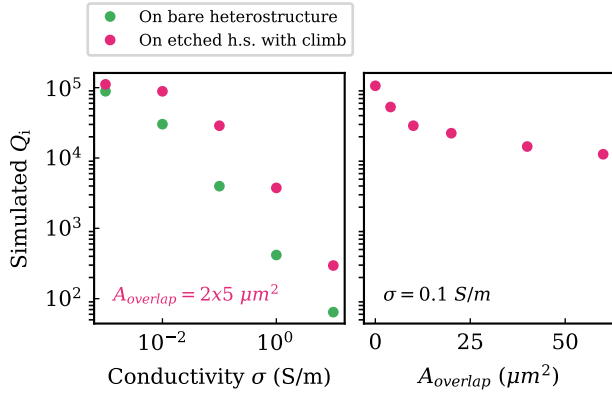 On bare heterostructure
On etched h.s. with climb
Simulated Q_i
10^5
10^4
10^3
10^2
A_overlap = 2x5 μm^2
σ = 0.1 S/m
10^-2
10^0
0
25
50
Conductivity σ (S/m)
A_overlap (μm^2)